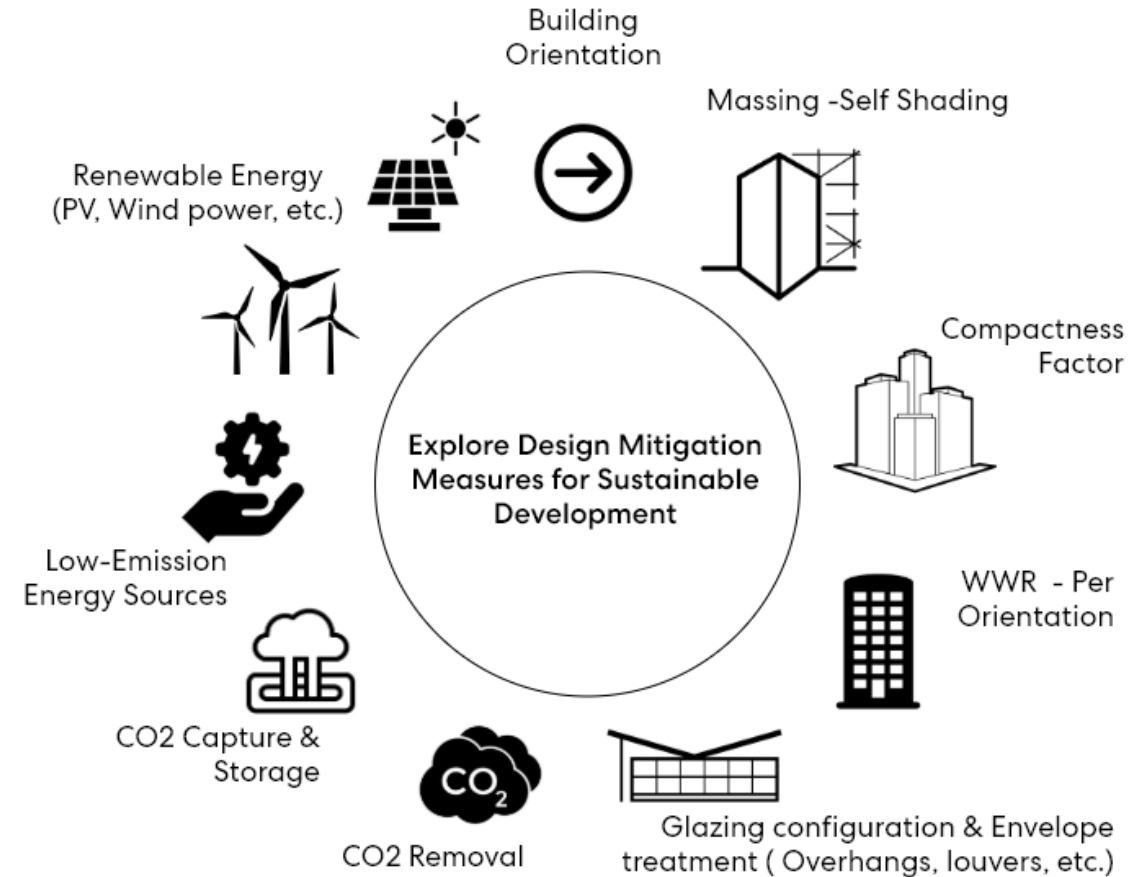 Building
Orientation
Massing -Self Shading
Compactness
Factor
WWR - Per
Orientation
Glazing configuration & Envelope
treatment ( Overhangs, louvers, etc.)
CO2 Removal
CO2
CO2 Capture &
Storage
Low-Emission
Energy Sources
Renewable Energy
(PV, Wind power, etc.)
Explore Design Mitigation
Measures for Sustainable
Development